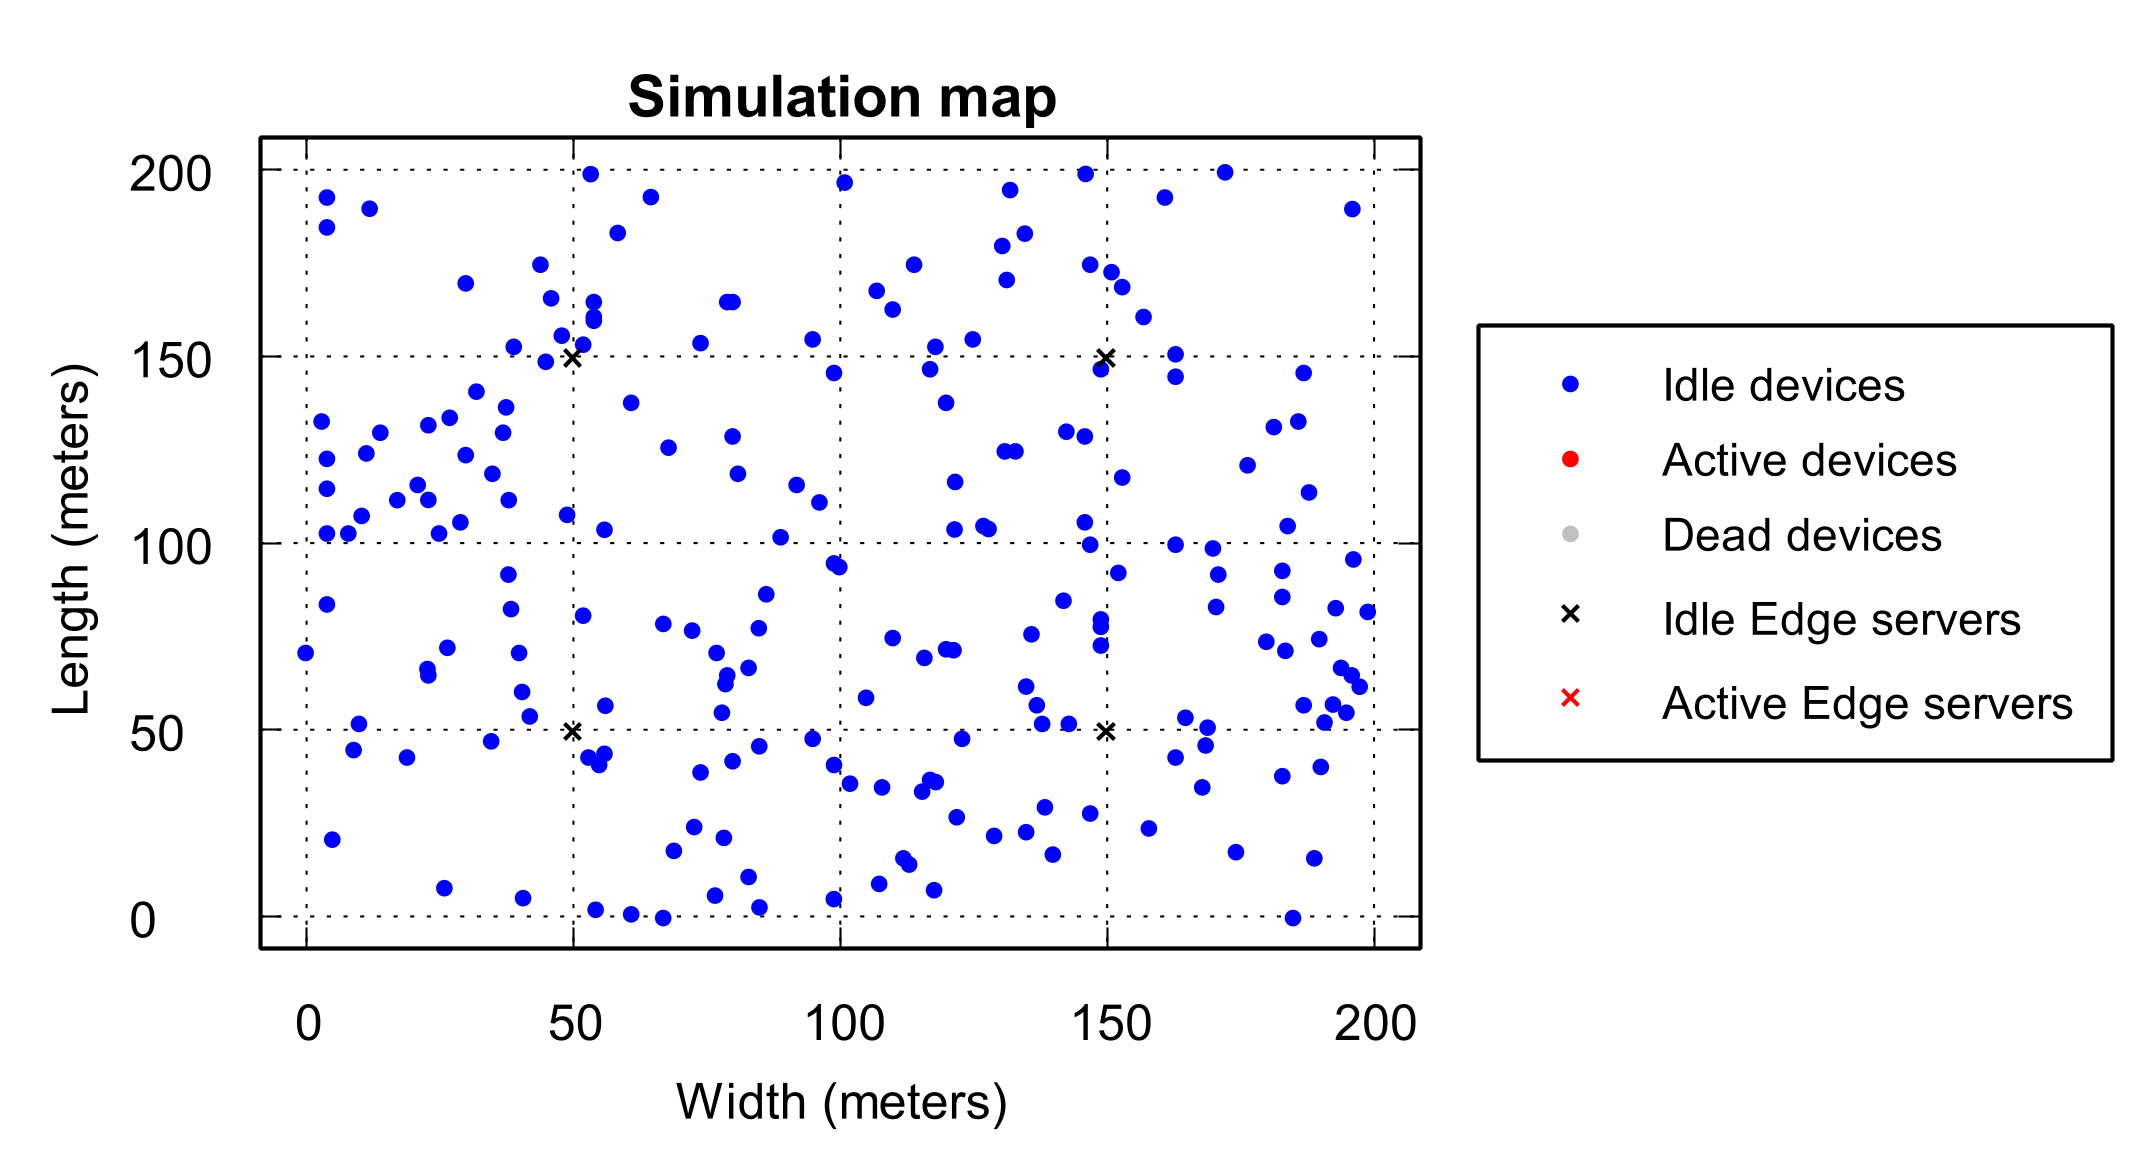 Simulation map
Length (meters)
200
150
100
50
0
0 50 100 150 200
Width (meters)
Idle devices
Active devices
Dead devices
Idle Edge servers
Active Edge servers